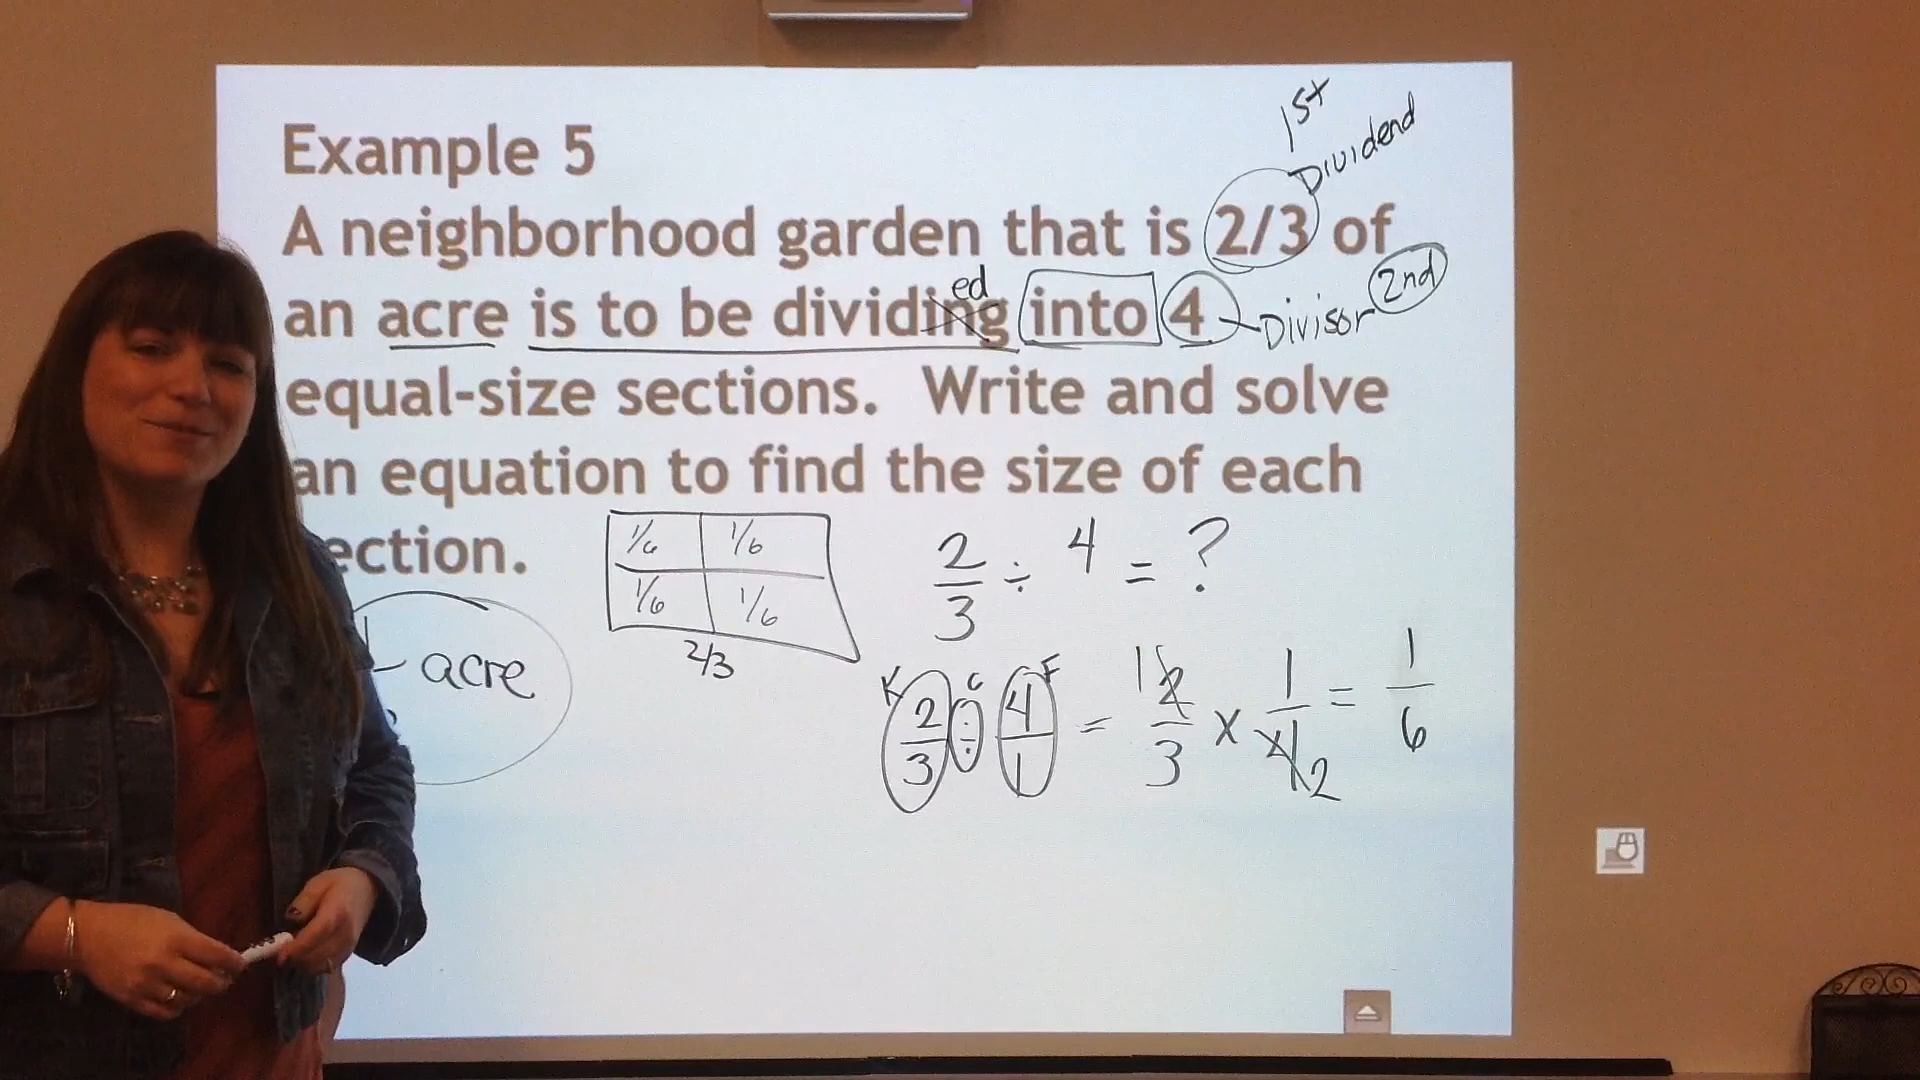 Example 5
1st
Dividend
A neighborhood garden that is 2/3 of
an acre is to be dividing ed into 4 Divisor 2nd
equal-size sections. Write and solve
an equation to find the size of each
ection.
1/6 1/6
1/6 1/6
2/3
2/3 ÷ 4 = ?
acre
K C F
2/3 ÷ 4/1 = 1 2/3 x 1/4 2 = 1/6